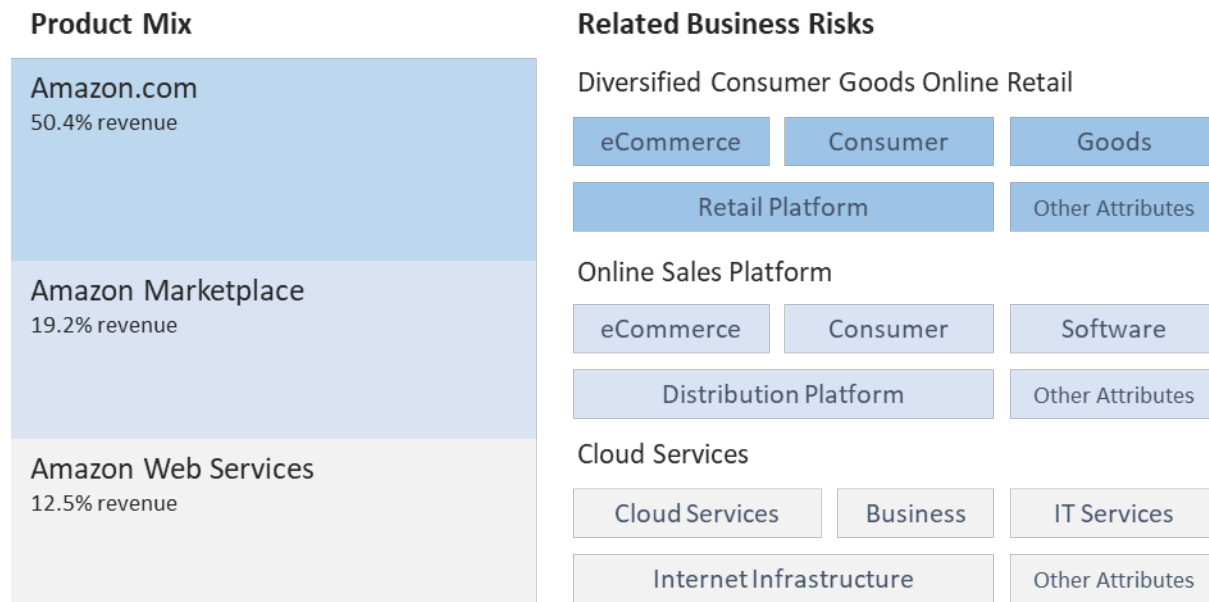 Product Mix
Related Business Risks
Amazon.com
50.4% revenue
Diversified Consumer Goods Online Retail
eCommerce
Consumer
Goods
Retail Platform
Other Attributes
Amazon Marketplace
19.2% revenue
Online Sales Platform
eCommerce
Consumer
Software
Distribution Platform
Other Attributes
Amazon Web Services
12.5% revenue
Cloud Services
Cloud Services
Business
IT Services
Internet Infrastructure
Other Attributes